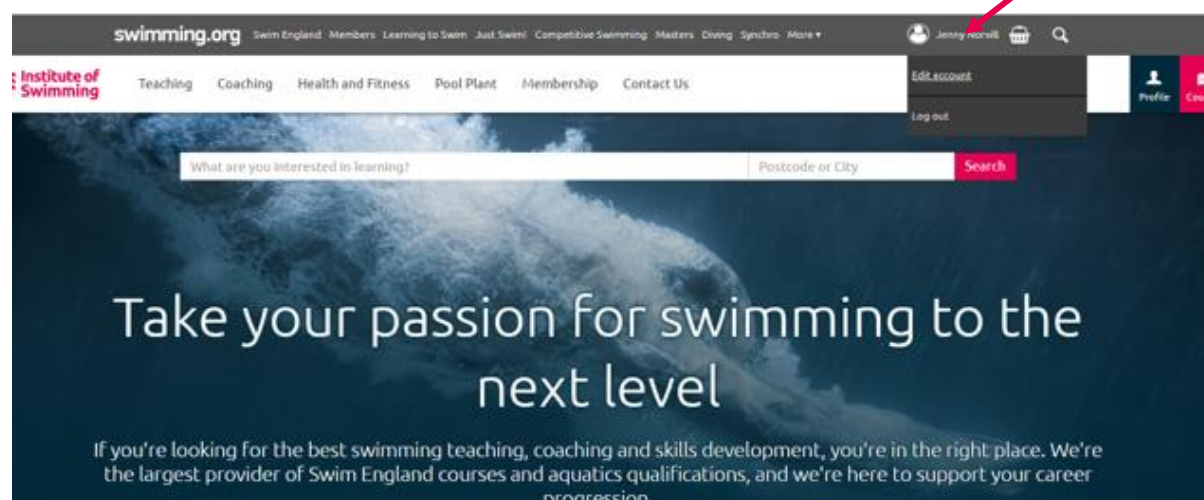 swimming.org Swim England Members Learning to Swim Just Swim! Competitive Swimming Masters Diving Synchro More Jenny Norvill
Institute of
Swimming
Teaching Coaching Health and Fitness Pool Plant Membership Contact Us
Edit account
Log out
Profile
What are you interested in learning? Postcode or City Search
Take your passion for swimming to the
next level
If you're looking for the best swimming teaching, coaching and skills development, you're in the right place. We're
the largest provider of Swim England courses and aquatics qualifications, and we're here to support your career
progression